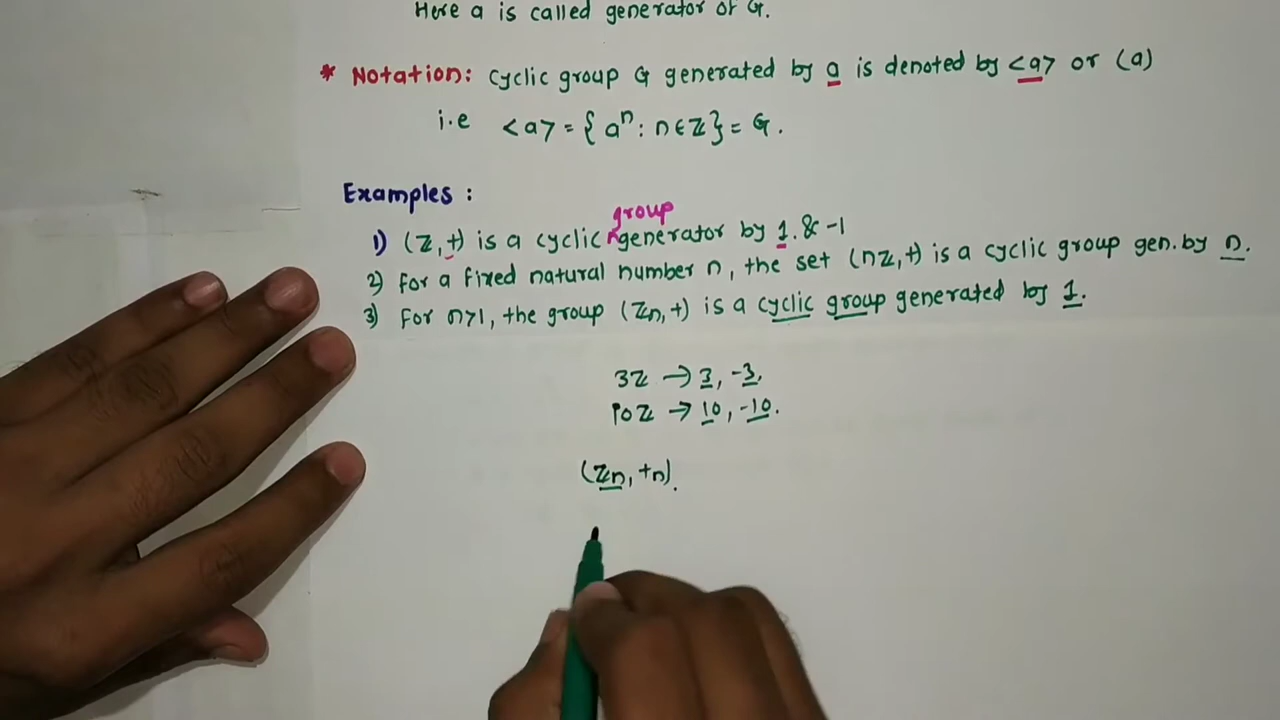 Here a is called generator of G.
* Notation: cyclic group G generated by a is denoted by <a> or (a)
i.e <a> = { aⁿ : n∈ℤ } = G.
Examples :
group
1) (ℤ,+) is a cyclic generator by 1. & -1
2) for a fixed natural number n, the set (nℤ,+) is a cyclic group gen. by n.
3) for n>1, the group (ℤn,+) is a cyclic group generated by 1.
3ℤ → 3, -3.
10ℤ → 10, -10.
(ℤn, +n).